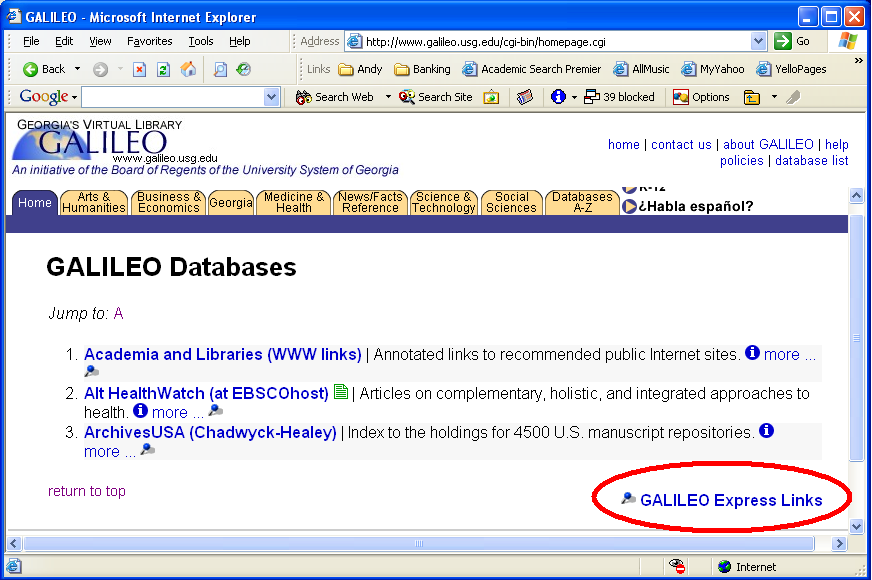 GALILEO - Microsoft Internet Explorer
File Edit View Favorites Tools Help Address http://www.galileo.usg.edu/cgi-bin/homepage.cgi Go
Back Links Andy Banking Academic Search Premier AllMusic MyYahoo YelloPages »
Google Search Web Search Site 39 blocked Options
GEORGIA'S VIRTUAL LIBRARY
GALILEO
www.galileo.usg.edu
An initiative of the Board of Regents of the University System of Georgia
home | contact us | about GALILEO | help
policies | database list
Home Arts & Humanities Business & Economics Georgia Medicine & Health News/Facts Reference Science & Technology Social Sciences Databases A-Z
K-12
¿Habla español?
GALILEO Databases
Jump to: A
1. Academia and Libraries (WWW links) | Annotated links to recommended public Internet sites. i more ...
2. Alt HealthWatch (at EBSCOhost) | Articles on complementary, holistic, and integrated approaches to
health. i more ...
3. ArchivesUSA (Chadwyck-Healey) | Index to the holdings for 4500 U.S. manuscript repositories. i
more ...
return to top
GALILEO Express Links
Internet